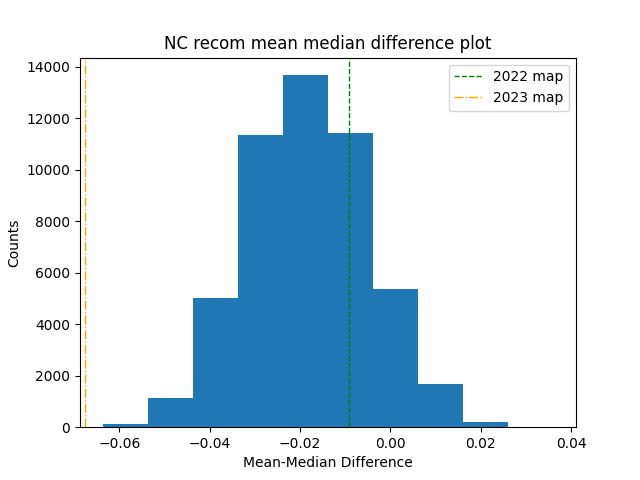 NC recom mean median difference plot
2022 map
2023 map
14000
12000
10000
8000
6000
4000
2000
0
Counts
−0.06 −0.04 −0.02 0.00 0.02 0.04
Mean-Median Difference